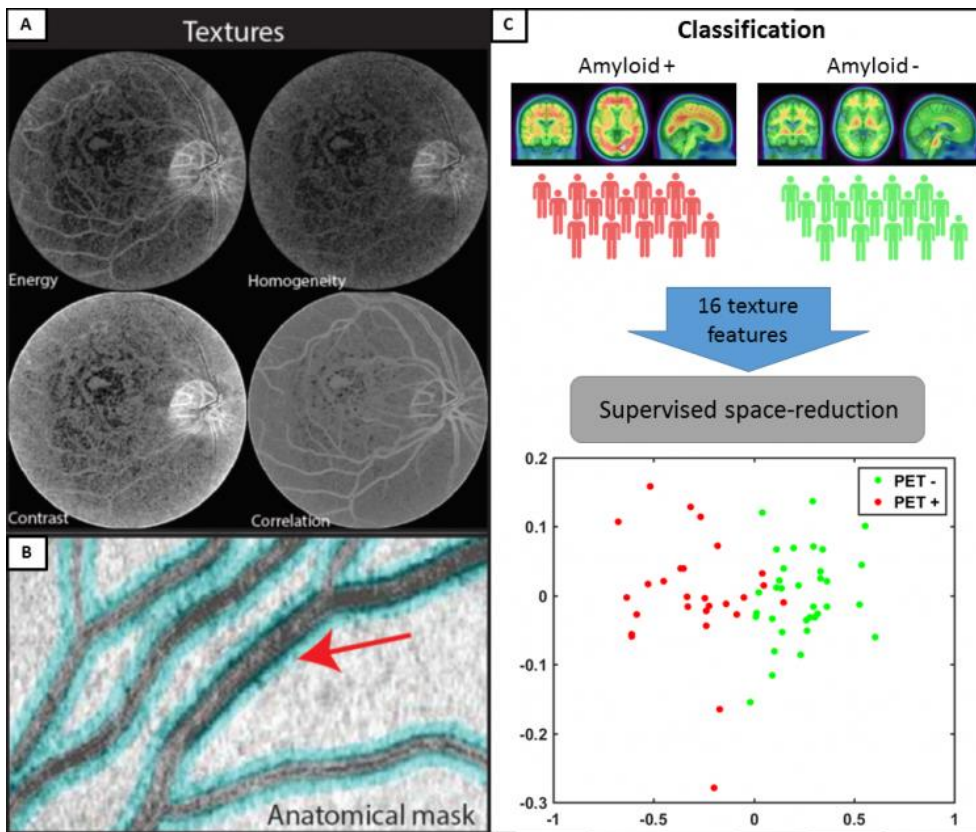 A
Textures
Energy
Homogeneity
Contrast
Correlation
B
Anatomical mask
C
Classification
Amyloid +
Amyloid -
16 texture
features
Supervised space-reduction
PET -
PET +
0.2
0.1
0
-0.1
-0.2
-0.3
-1
-0.5
0
0.5
1